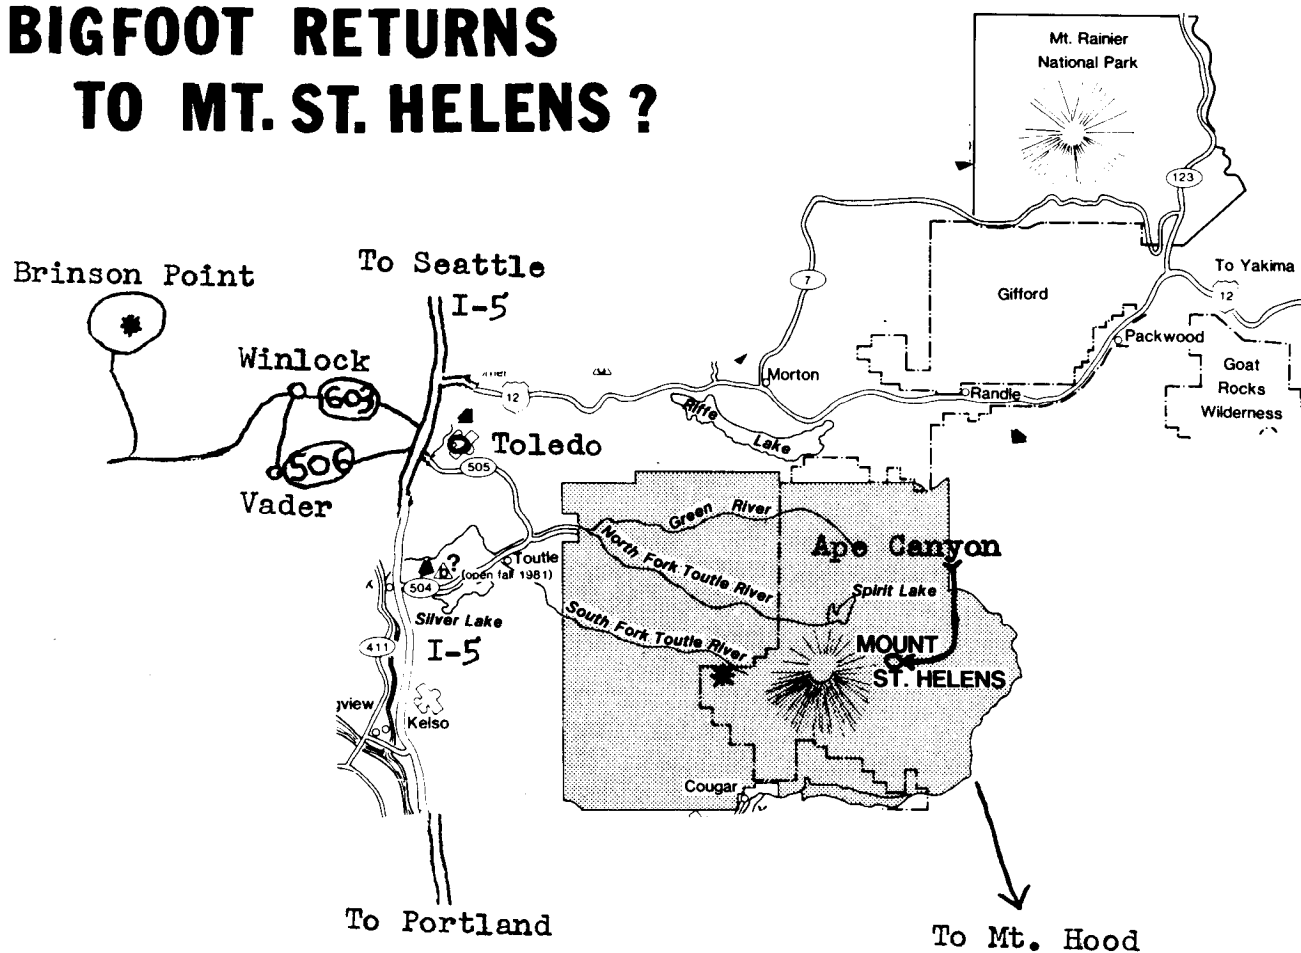 BIGFOOT RETURNS
TO MT. ST. HELENS ?
Mt. Rainier
National Park
123
To Seattle
I-5
Brinson Point
To Yakima
12
7
Gifford
Packwood
Winlock
603
12
Morton
Randle
Goat
Rocks
Wilderness
Riffe
Lake
Toledo
506
505
Vader
Green River
North Fork Toutle River
Ape Canyon
?
Toutle
(open fall 1981)
504
Spirit Lake
Silver Lake
South Fork Toutle River
I-5
411
MOUNT
ST. HELENS
gview
Kelso
Cougar
To Portland
To Mt. Hood